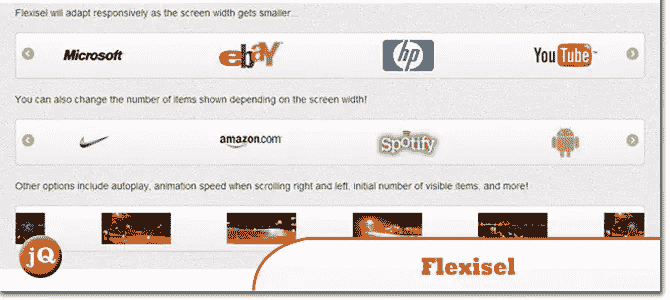 Flexisel will adapt responsively as the screen width gets smaller...
Microsoft ebaY hp YouTube
You can also change the number of items shown depending on the screen width!
amazon.com Spotify
Other options include autoplay, animation speed when scrolling right and left, initial number of visible items, and more!
jQ
Flexisel